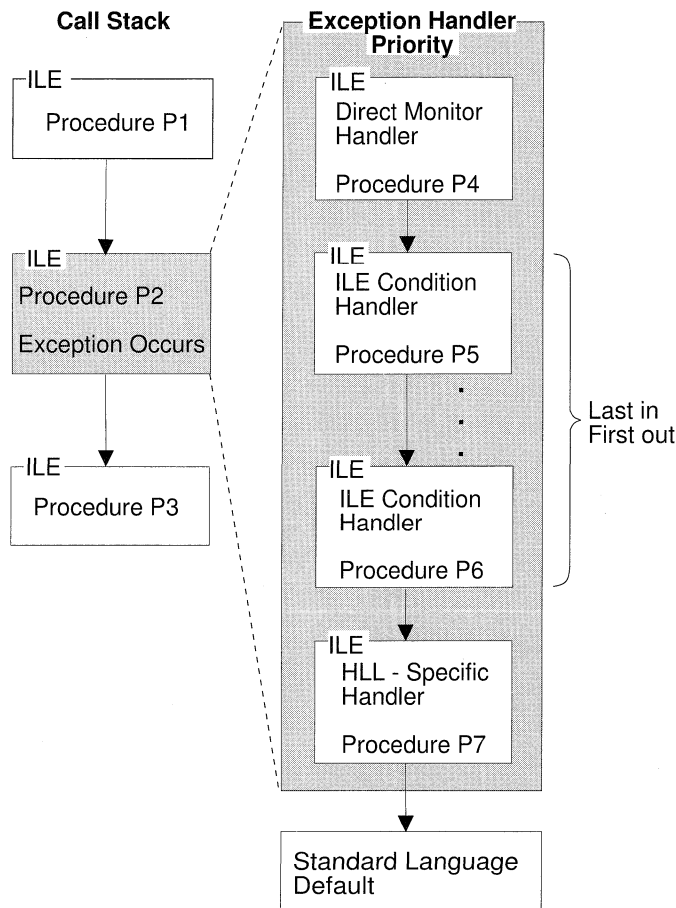 Call Stack
ILE
Procedure P1
ILE
Procedure P2
Exception Occurs
ILE
Procedure P3
Exception Handler
Priority
ILE
Direct Monitor
Handler
Procedure P4
ILE
ILE Condition
Handler
Procedure P5
ILE
ILE Condition
Handler
Procedure P6
Last in
First out
ILE
HLL - Specific
Handler
Procedure P7
Standard Language
Default